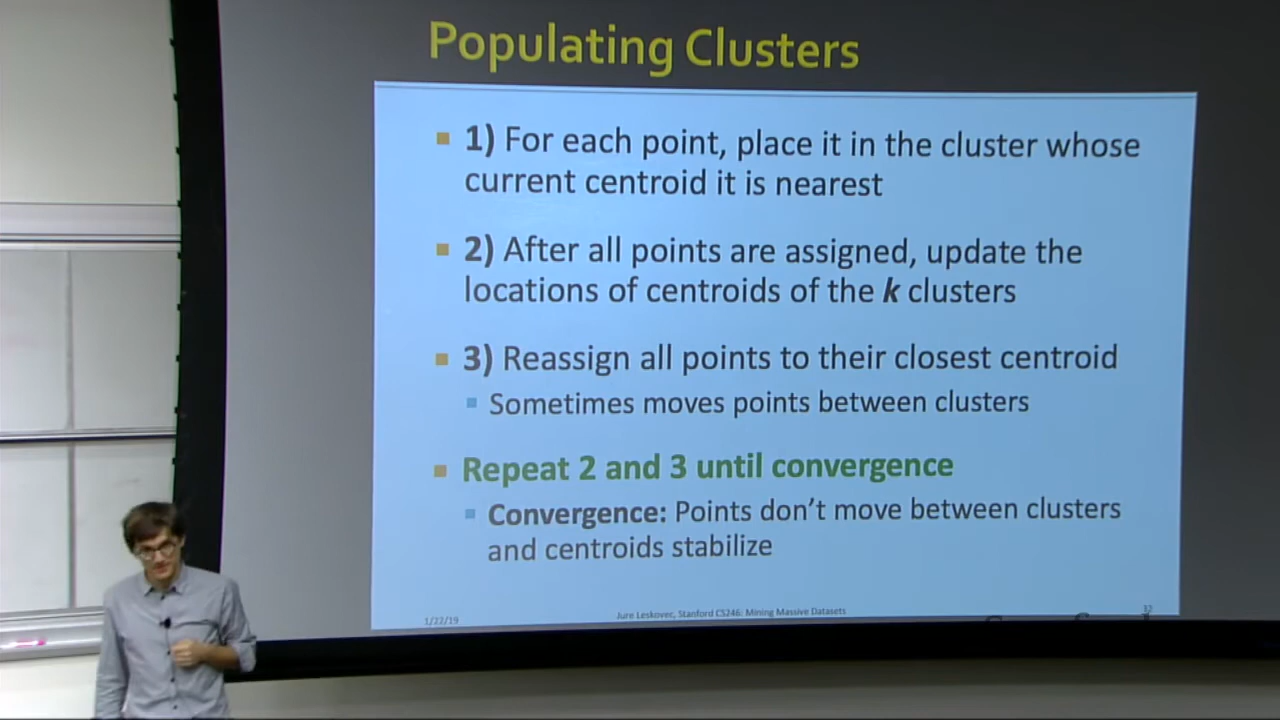 Populating Clusters
1) For each point, place it in the cluster whose
current centroid it is nearest
2) After all points are assigned, update the
locations of centroids of the k clusters
3) Reassign all points to their closest centroid
Sometimes moves points between clusters
Repeat 2 and 3 until convergence
Convergence: Points don't move between clusters
and centroids stabilize
1/22/19
Jure Leskovec, Stanford CS246: Mining Massive Datasets
32